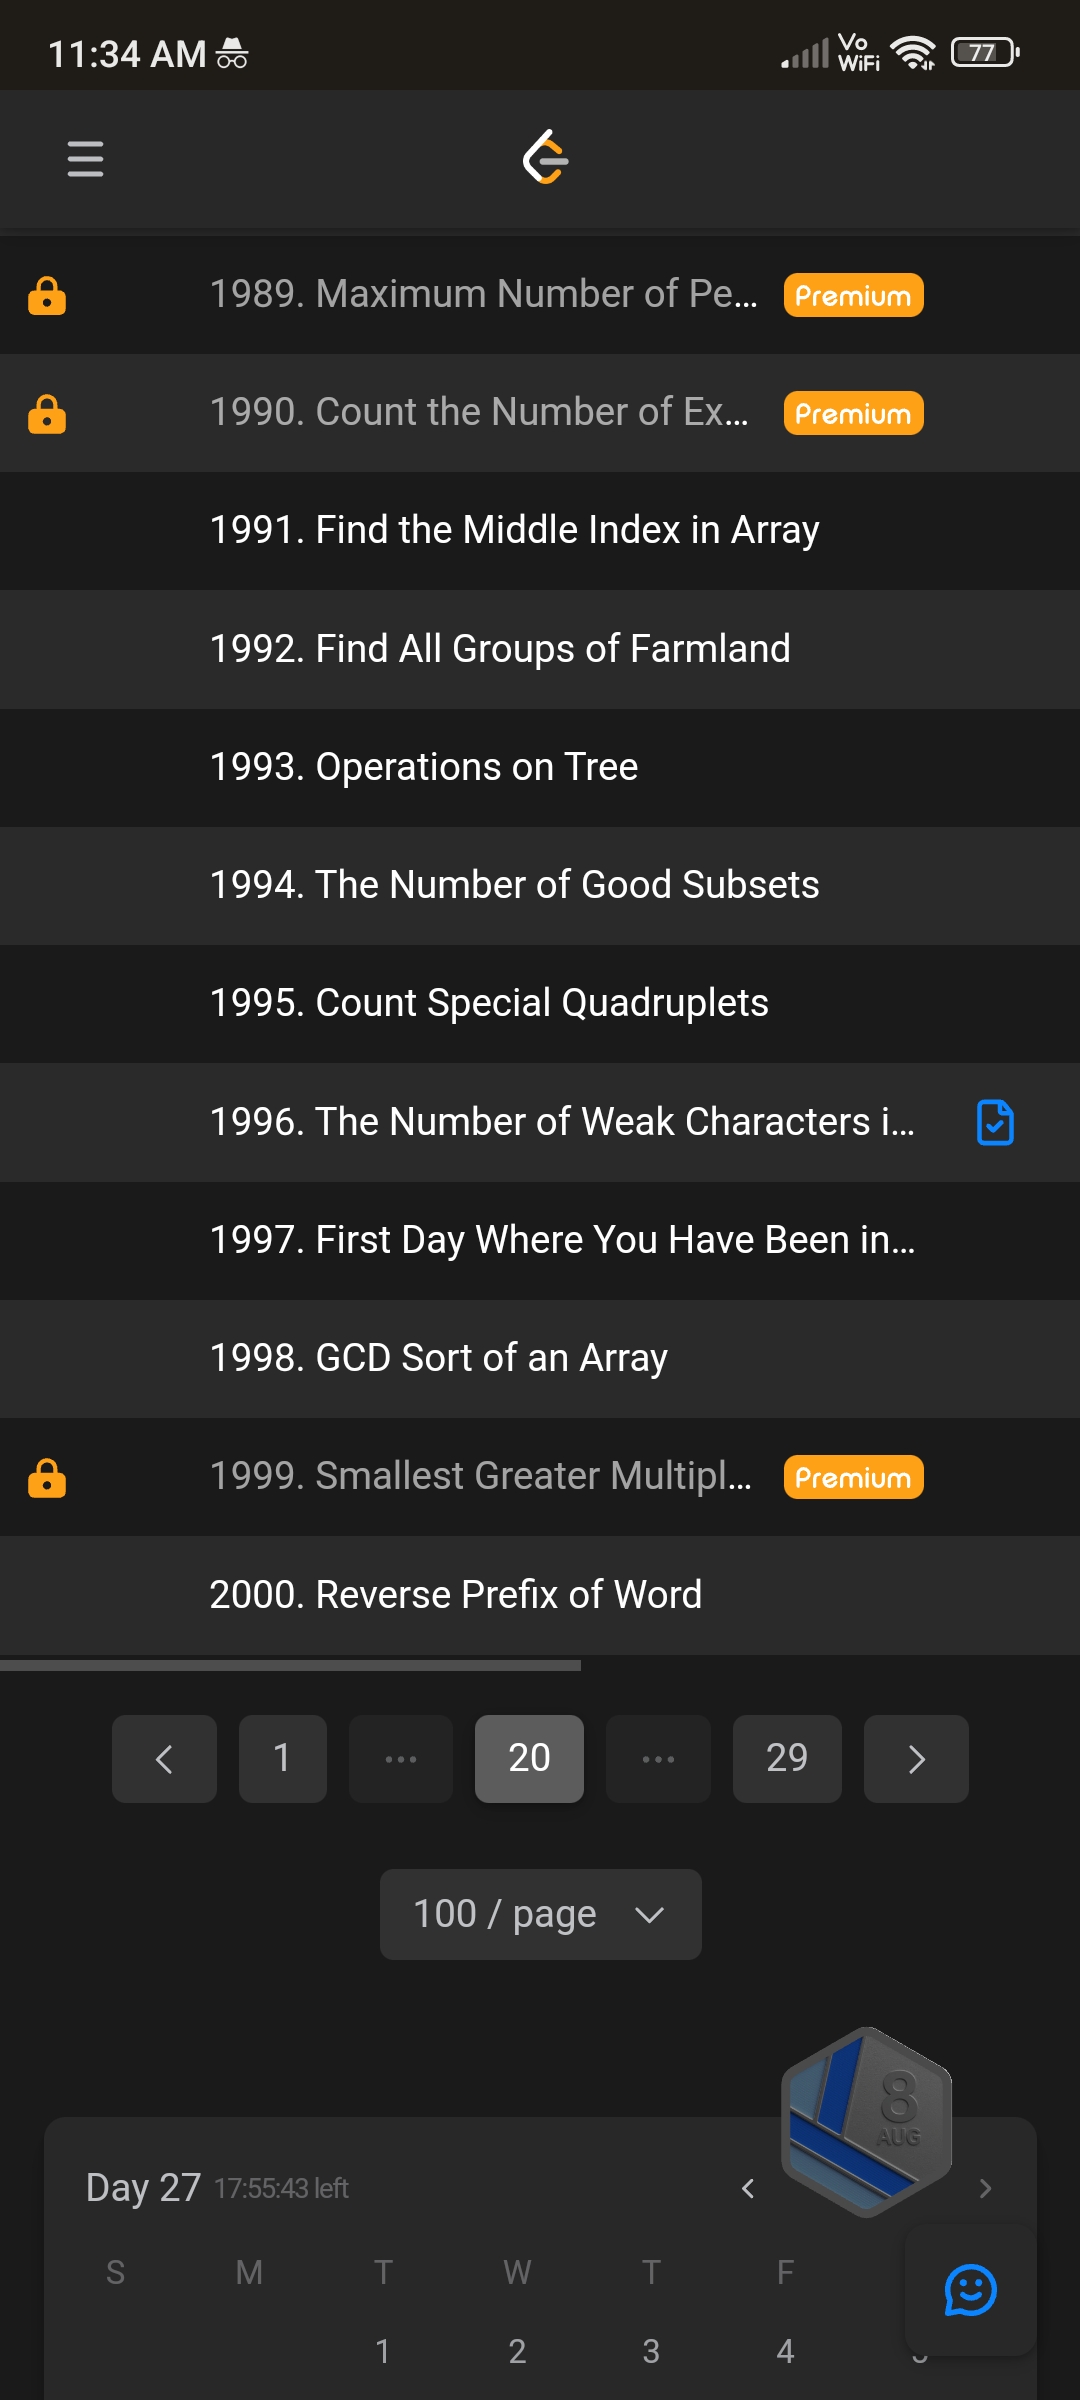 11:34 AM
Vo WiFi
77
1989. Maximum Number of Pe... Premium
1990. Count the Number of Ex... Premium
1991. Find the Middle Index in Array
1992. Find All Groups of Farmland
1993. Operations on Tree
1994. The Number of Good Subsets
1995. Count Special Quadruplets
1996. The Number of Weak Characters i...
1997. First Day Where You Have Been in...
1998. GCD Sort of an Array
1999. Smallest Greater Multipl... Premium
2000. Reverse Prefix of Word
1 ... 20 ... 29
100 / page
8
AUG
Day 27 17:55:43 left
S M T W T F
1 2 3 4